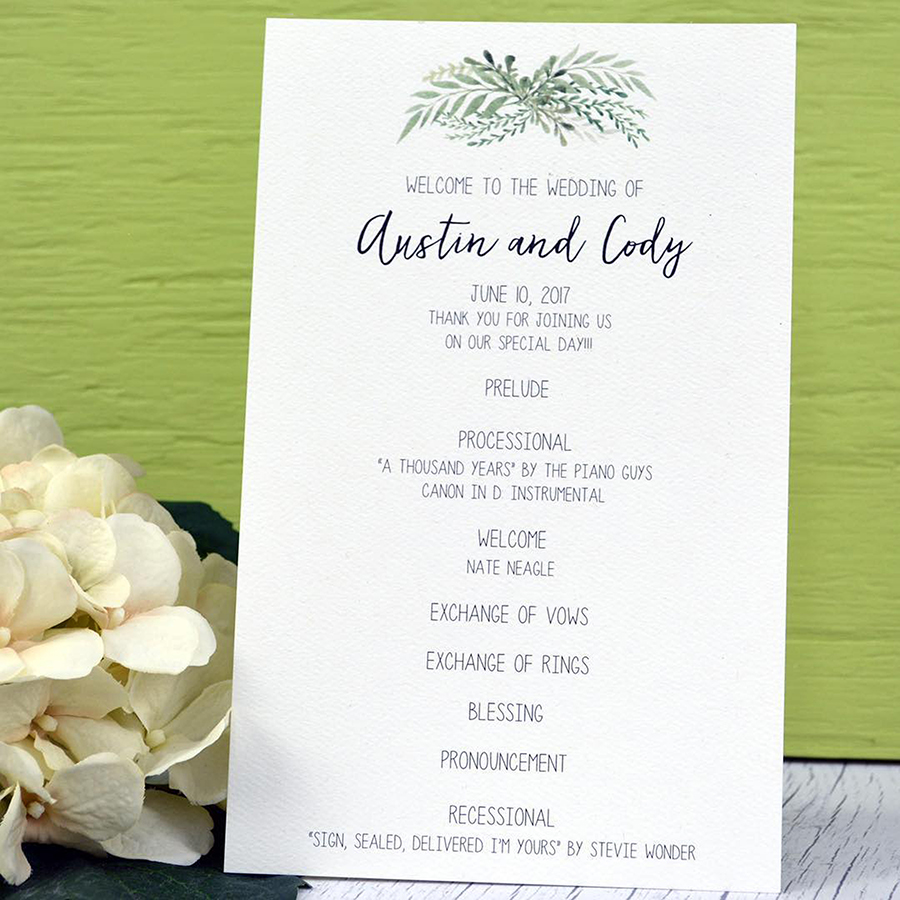 WELCOME TO THE WEDDING OF
Austin and Cody
JUNE 10, 2017
THANK YOU FOR JOINING US
ON OUR SPECIAL DAY!!!
PRELUDE
PROCESSIONAL
"A THOUSAND YEARS" BY THE PIANO GUYS
CANON IN D INSTRUMENTAL
WELCOME
NATE NEAGLE
EXCHANGE OF VOWS
EXCHANGE OF RINGS
BLESSING
PRONOUNCEMENT
RECESSIONAL
"SIGN, SEALED, DELIVERED I'M YOURS" BY STEVIE WONDER